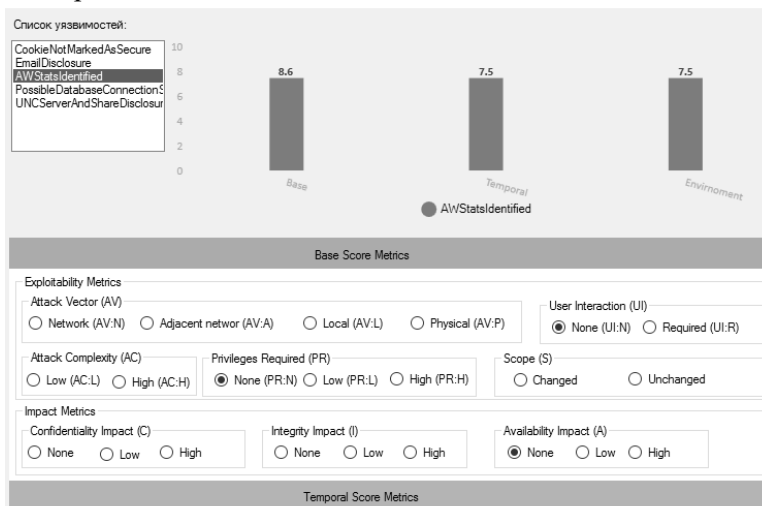 Список уязвимостей:
CookieNotMarkedAsSecure
EmailDisclosure
AWStatsIdentified
PossibleDatabaseConnectionS
UNCServerAndShareDisclosur
10
8
6
4
2
0
8.6
7.5
7.5
Base
Temporal
Envirnoment
AWStatsIdentified
Base Score Metrics
Exploitability Metrics
Attack Vector (AV)
Network (AV:N) Adjacent networ (AV:A) Local (AV:L) Physical (AV:P)
User Interaction (UI)
None (UI:N) Required (UI:R)
Attack Complexity (AC)
Low (AC:L) High (AC:H)
Privileges Required (PR)
None (PR:N) Low (PR:L) High (PR:H)
Scope (S)
Changed Unchanged
Impact Metrics
Confidentiality Impact (C)
None Low High
Integrity Impact (I)
None Low High
Availability Impact (A)
None Low High
Temporal Score Metrics